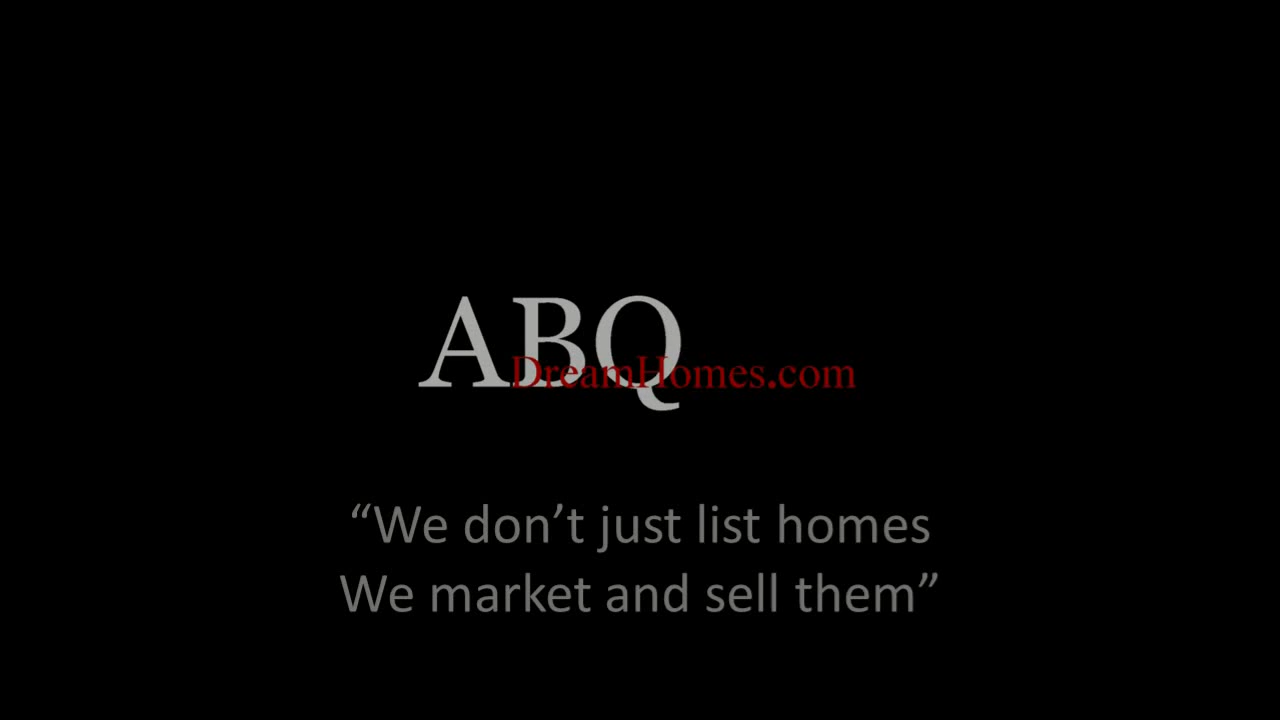 ABQ
DreamHomes.com
“We don’t just list homes
We market and sell them”